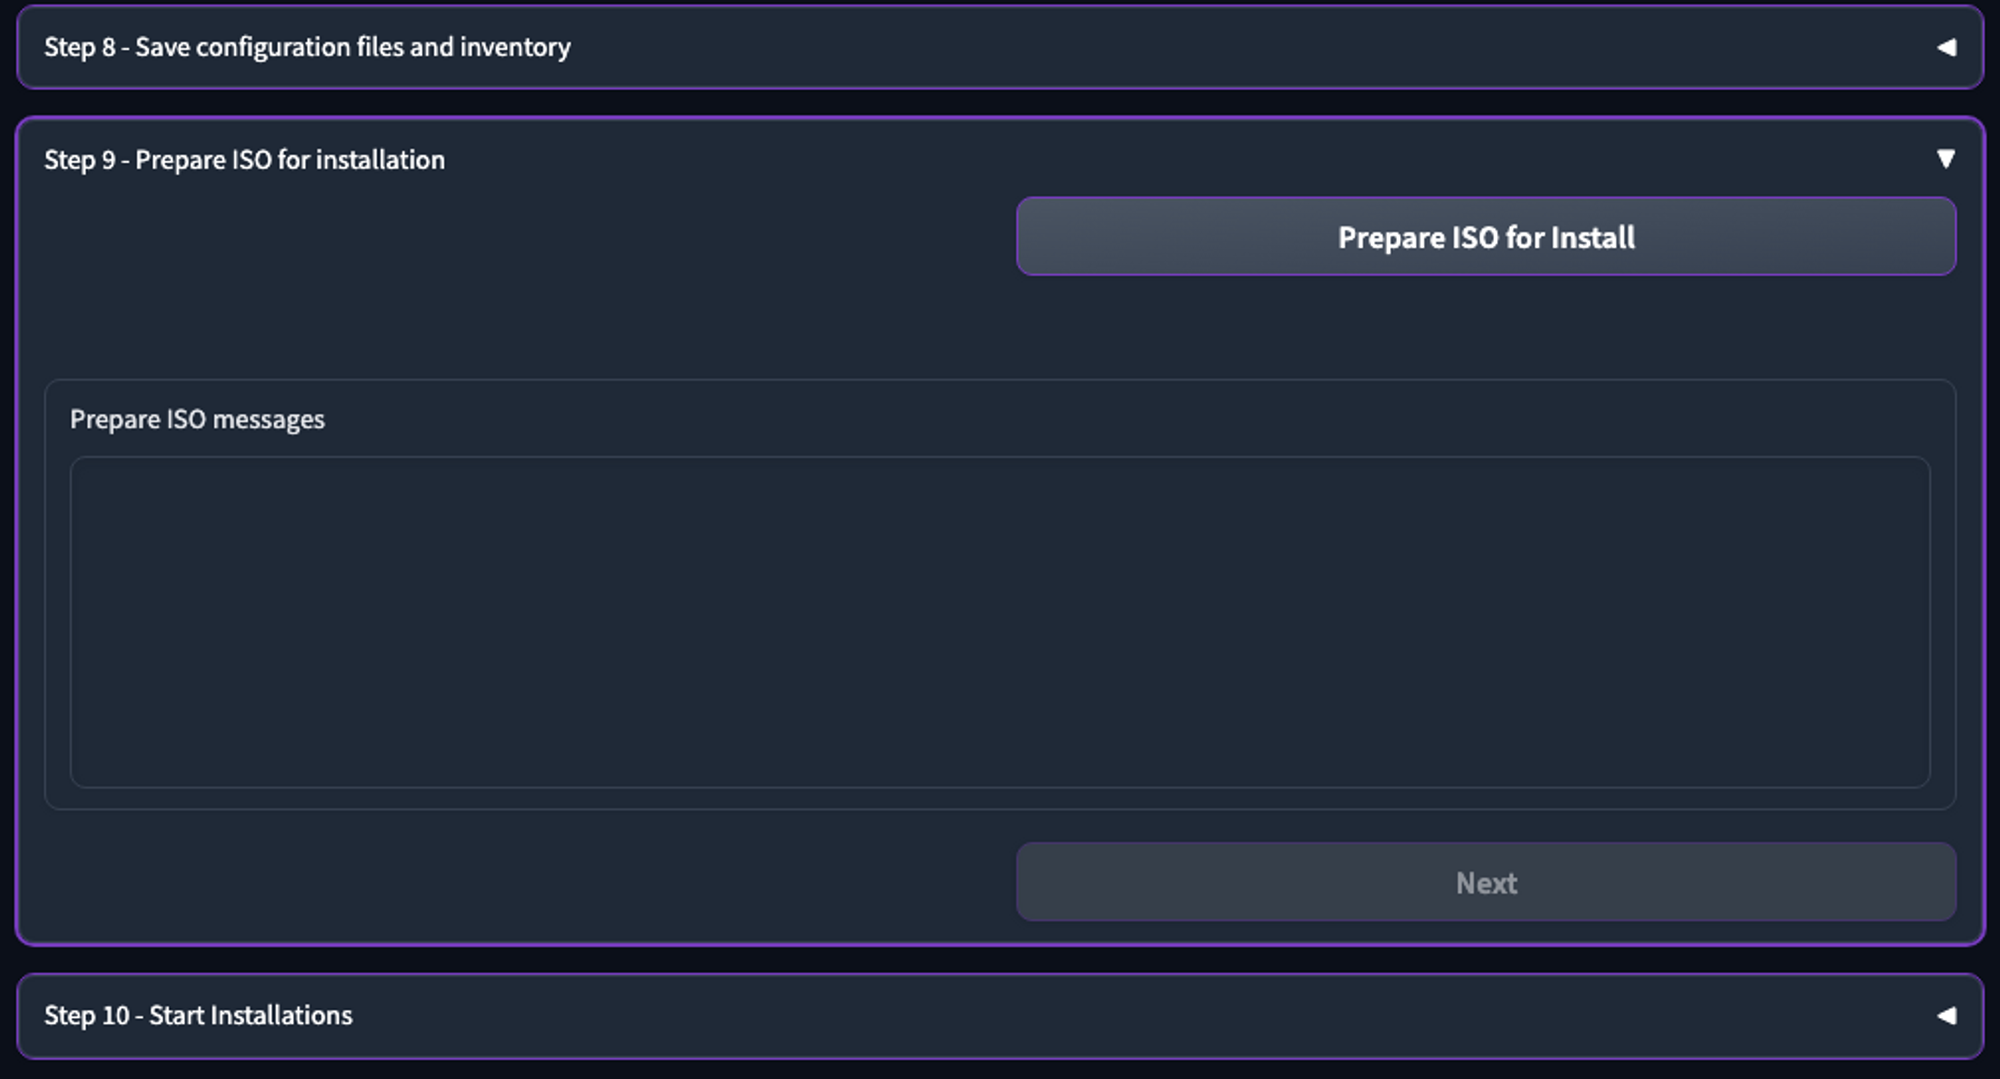 Step 8 - Save configuration files and inventory
Step 9 - Prepare ISO for installation
Prepare ISO for Install
Prepare ISO messages
Next
Step 10 - Start Installations